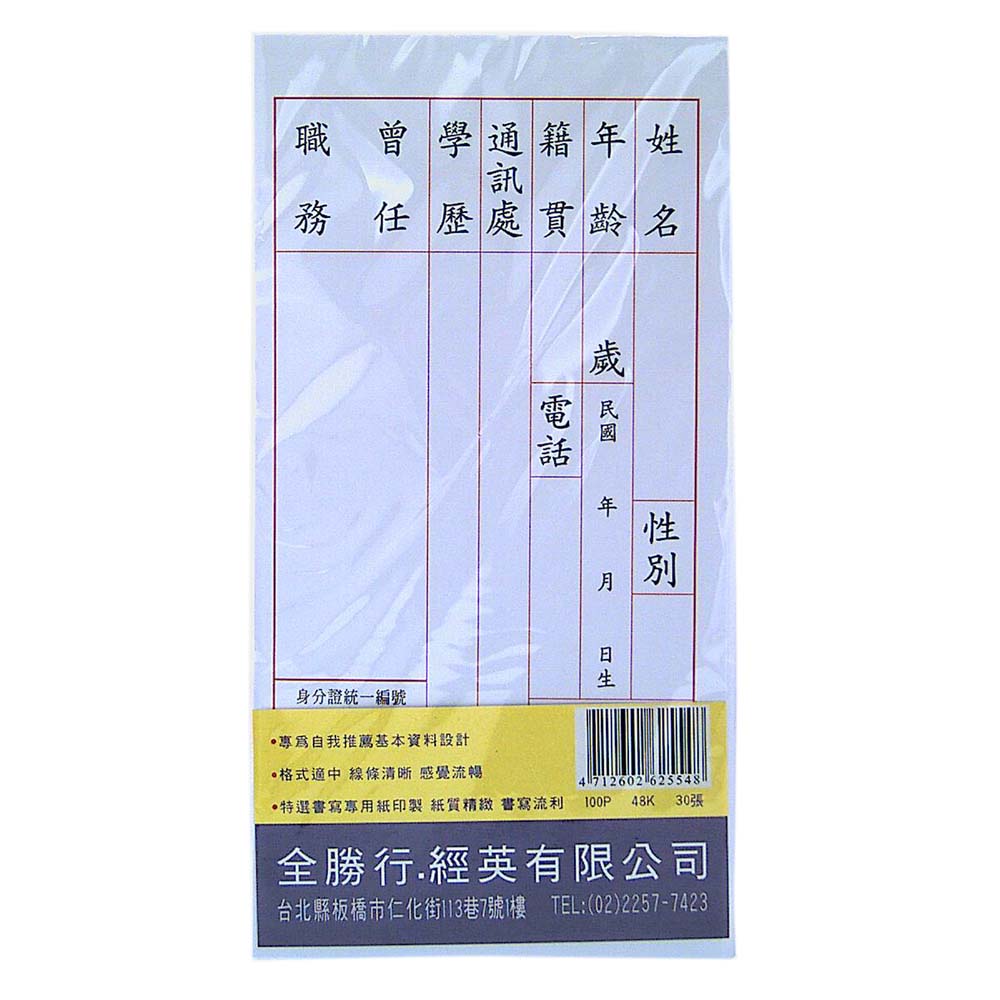 姓名
性別
年齡
歲
民國 年 月 日生
籍貫
電話
通訊處
學歷
曾任
職務
身分證統一編號
•專為自我推薦基本資料設計
•格式適中 線條清晰 感覺流暢
•特選書寫專用紙印製 紙質精緻 書寫流利
4 712602 625548
100P 48K 30張
全勝行.經英有限公司
台北縣板橋市仁化街113巷7號1樓 TEL:(02)2257-7423